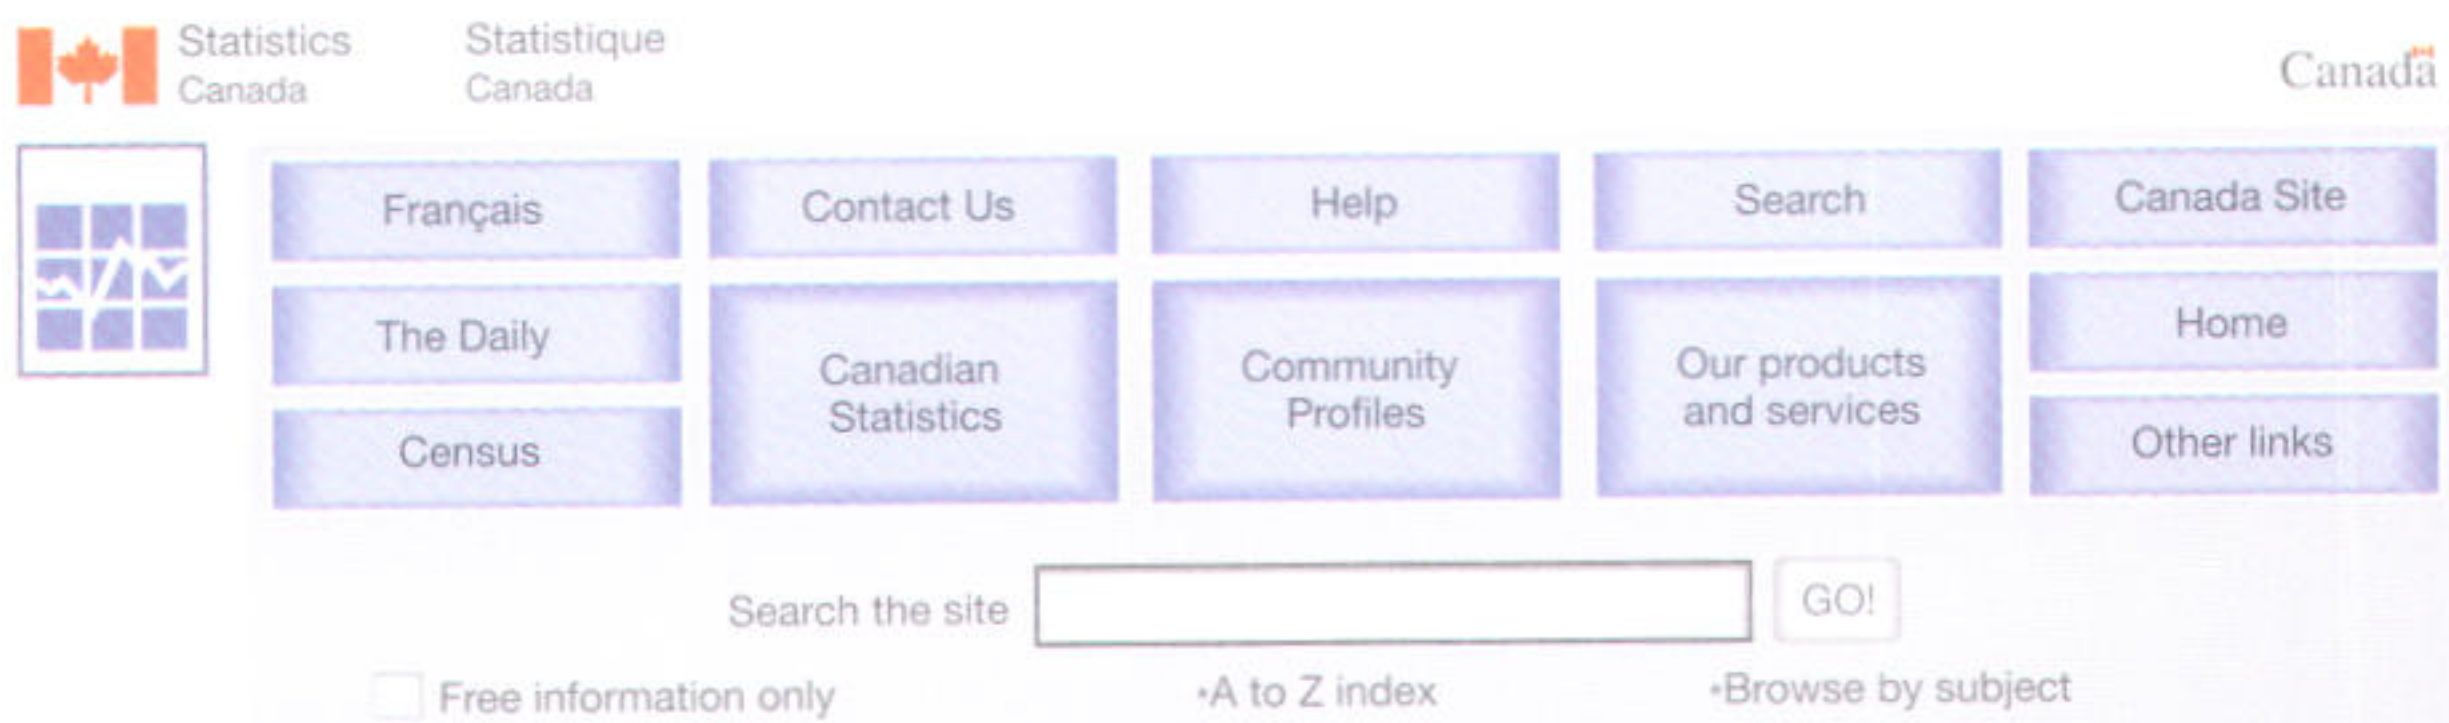 Statistics Canada
Statistique Canada
Canada
Français
Contact Us
Help
Search
Canada Site
The Daily
Canadian
Statistics
Community
Profiles
Our products
and services
Home
Census
Other links
Search the site
GO!
Free information only
•A to Z index
•Browse by subject